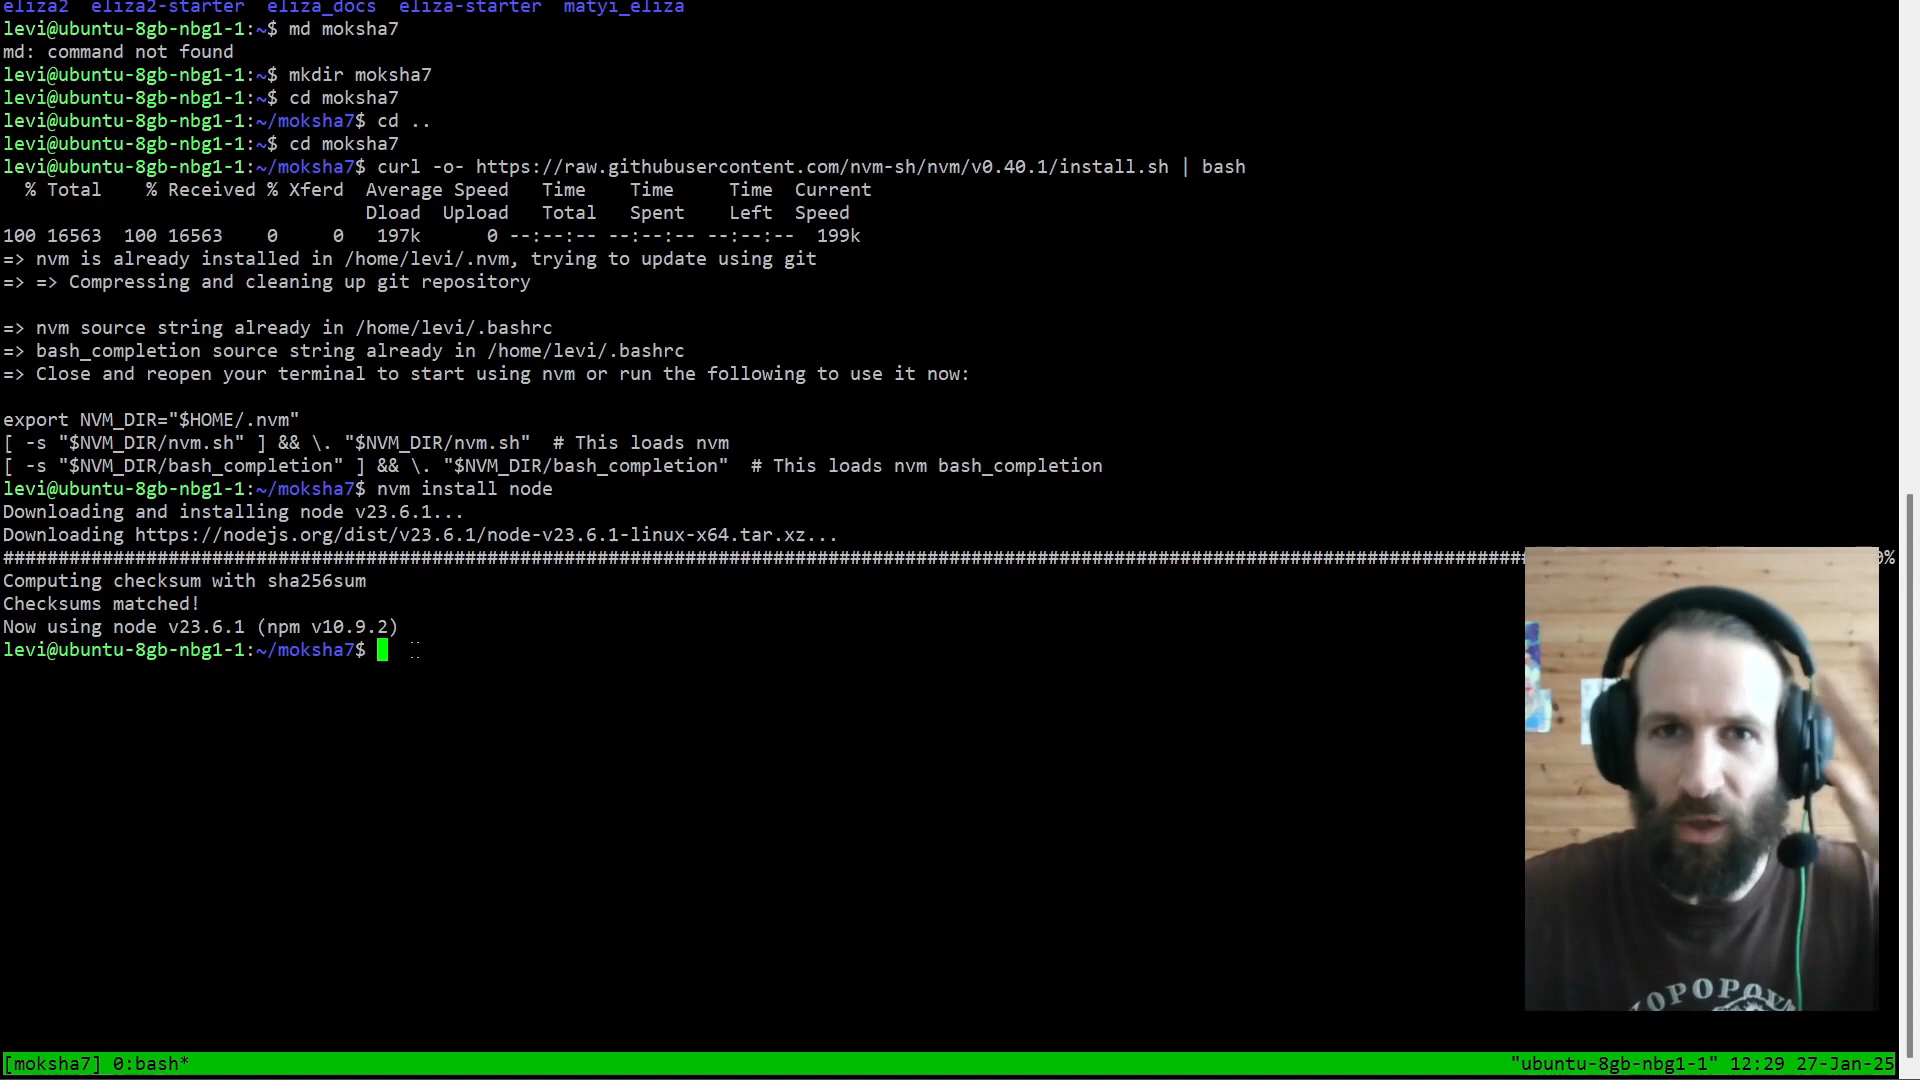 eliza2  eliza2-starter  eliza_docs  eliza-starter  matyi_eliza
levi@ubuntu-8gb-nbg1-1:~$ md moksha7
md: command not found
levi@ubuntu-8gb-nbg1-1:~$ mkdir moksha7
levi@ubuntu-8gb-nbg1-1:~$ cd moksha7
levi@ubuntu-8gb-nbg1-1:~/moksha7$ cd ..
levi@ubuntu-8gb-nbg1-1:~$ cd moksha7
levi@ubuntu-8gb-nbg1-1:~/moksha7$ curl -o- https://raw.githubusercontent.com/nvm-sh/nvm/v0.40.1/install.sh | bash
  % Total    % Received % Xferd  Average Speed   Time    Time     Time  Current
                                 Dload  Upload   Total   Spent    Left  Speed
100 16563  100 16563    0     0   197k      0 --:--:-- --:--:-- --:--:--  199k
=> nvm is already installed in /home/levi/.nvm, trying to update using git
=> => Compressing and cleaning up git repository
=> nvm source string already in /home/levi/.bashrc
=> bash_completion source string already in /home/levi/.bashrc
=> Close and reopen your terminal to start using nvm or run the following to use it now:
export NVM_DIR="$HOME/.nvm"
[ -s "$NVM_DIR/nvm.sh" ] && \. "$NVM_DIR/nvm.sh"  # This loads nvm
[ -s "$NVM_DIR/bash_completion" ] && \. "$NVM_DIR/bash_completion"  # This loads nvm bash_completion
levi@ubuntu-8gb-nbg1-1:~/moksha7$ nvm install node
Downloading and installing node v23.6.1...
Downloading https://nodejs.org/dist/v23.6.1/node-v23.6.1-linux-x64.tar.xz...
########################################################################################################################################## 0%
Computing checksum with sha256sum
Checksums matched!
Now using node v23.6.1 (npm v10.9.2)
levi@ubuntu-8gb-nbg1-1:~/moksha7$
[moksha7] 0:bash*  "ubuntu-8gb-nbg1-1" 12:29 27-Jan-25